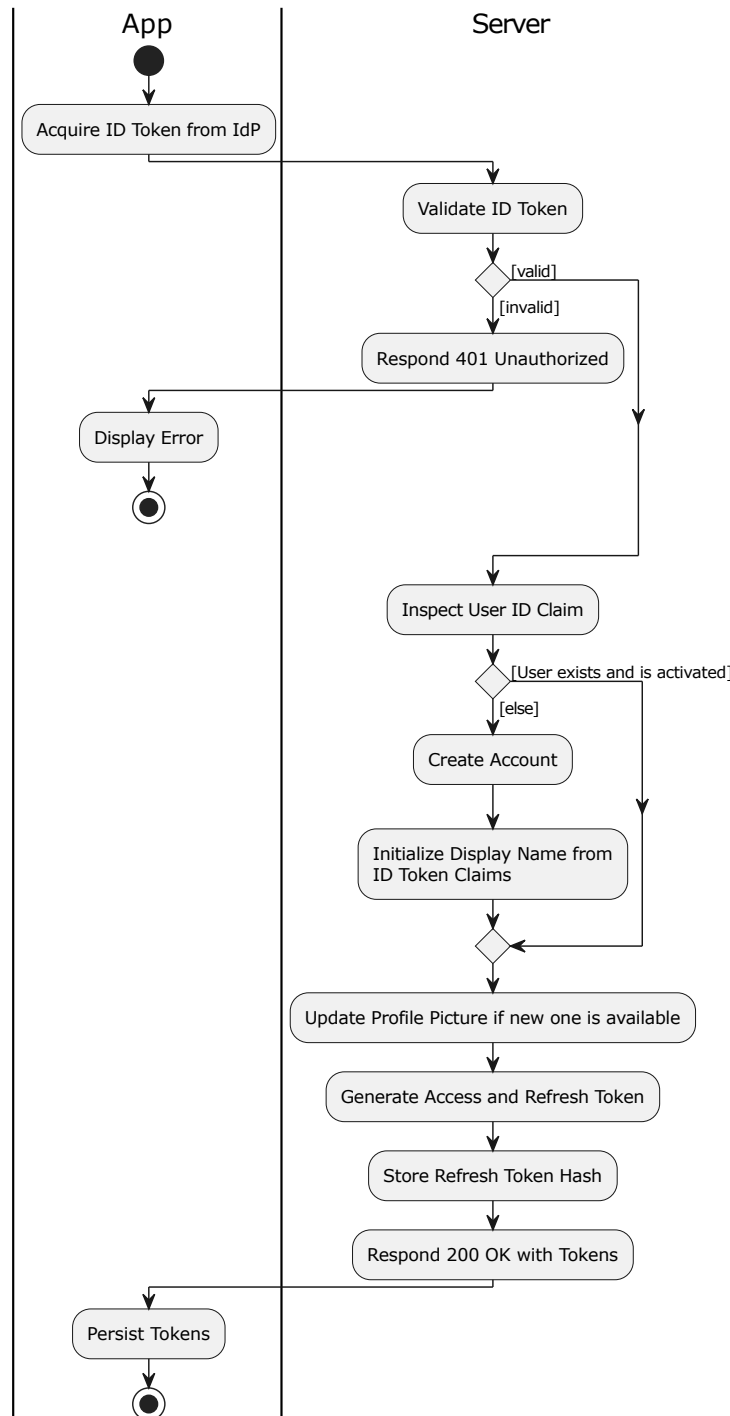 App
Server
Acquire ID Token from IdP
Validate ID Token
[valid]
[invalid]
Respond 401 Unauthorized
Display Error
Inspect User ID Claim
[User exists and is activated]
[else]
Create Account
Initialize Display Name from
ID Token Claims
Update Profile Picture if new one is available
Generate Access and Refresh Token
Store Refresh Token Hash
Respond 200 OK with Tokens
Persist Tokens